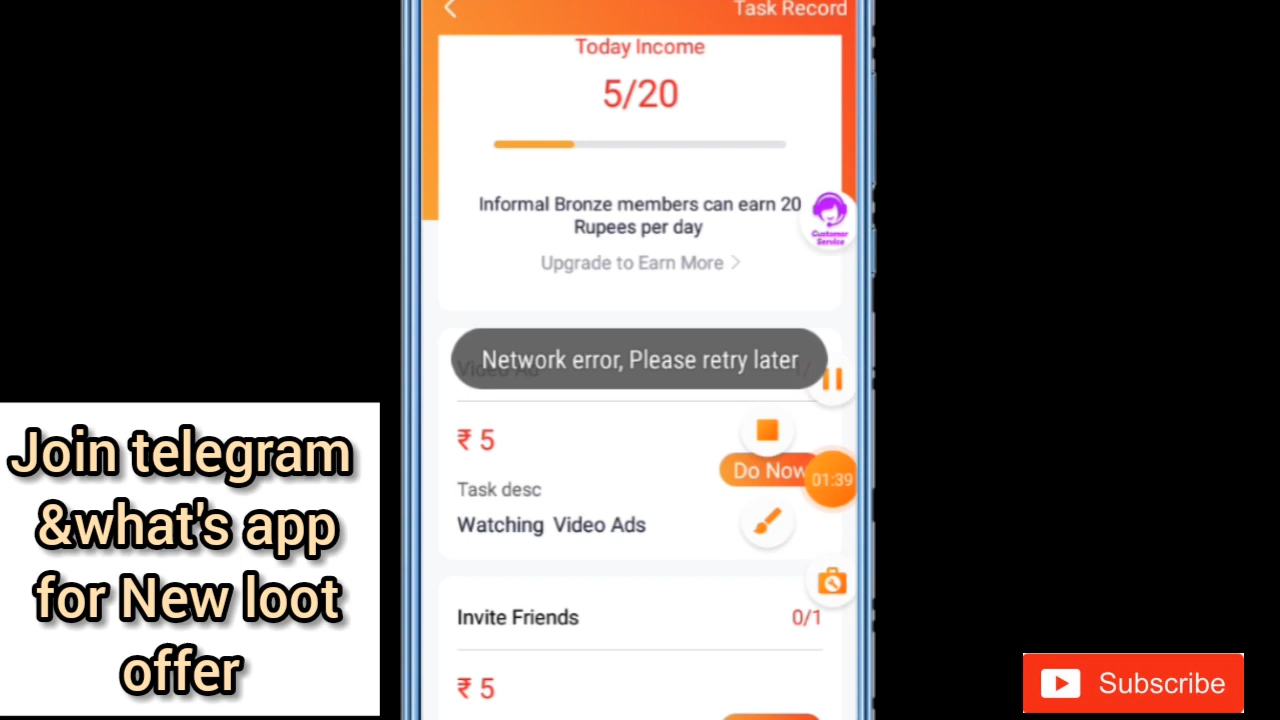 Task Record
Today Income
5/20
Informal Bronze members can earn 20
Rupees per day
Upgrade to Earn More >
Customer
Service
Network error, Please retry later
Video Ad
₹ 5
Do Now
01:39
Task desc
Watching Video Ads
Invite Friends
0/1
₹ 5
Join telegram
&what's app
for New loot
offer
Subscribe